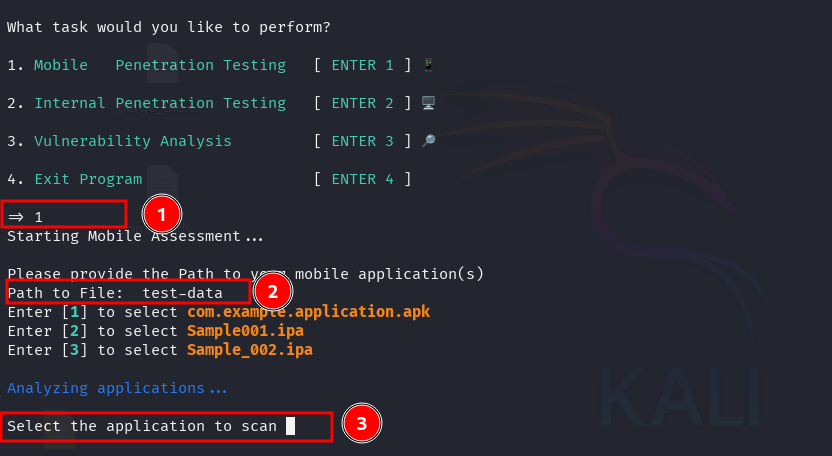 What task would you like to perform?
1. Mobile   Penetration Testing   [ ENTER 1 ]
2. Internal Penetration Testing   [ ENTER 2 ]
3. Vulnerability Analysis         [ ENTER 3 ]
4. Exit Program                   [ ENTER 4 ]
=> 1
1
Starting Mobile Assessment...
Please provide the Path to your mobile application(s)
Path to File:  test-data
2
Enter [1] to select com.example.application.apk
Enter [2] to select Sample001.ipa
Enter [3] to select Sample_002.ipa
Analyzing applications...
Select the application to scan
3
KALI